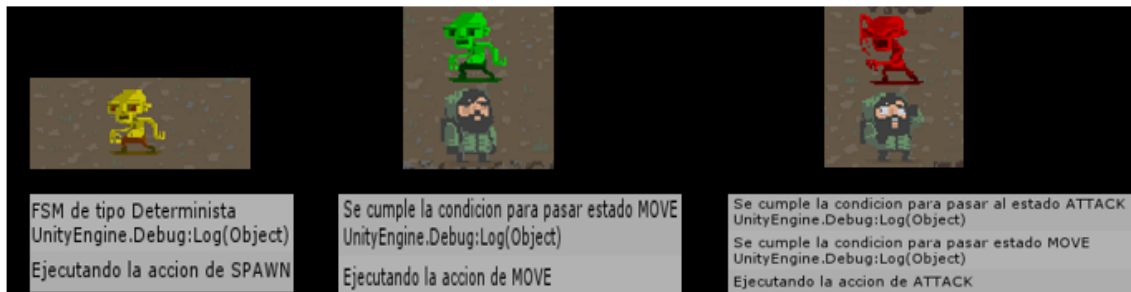 FSM de tipo Determinista
UnityEngine.Debug:Log(Object)
Ejecutando la accion de SPAWN
Se cumple la condicion para pasar estado MOVE
UnityEngine.Debug:Log(Object)
Ejecutando la accion de MOVE
Se cumple la condicion para pasar al estado ATTACK
UnityEngine.Debug:Log(Object)
Se cumple la condicion para pasar estado MOVE
UnityEngine.Debug:Log(Object)
Ejecutando la accion de ATTACK